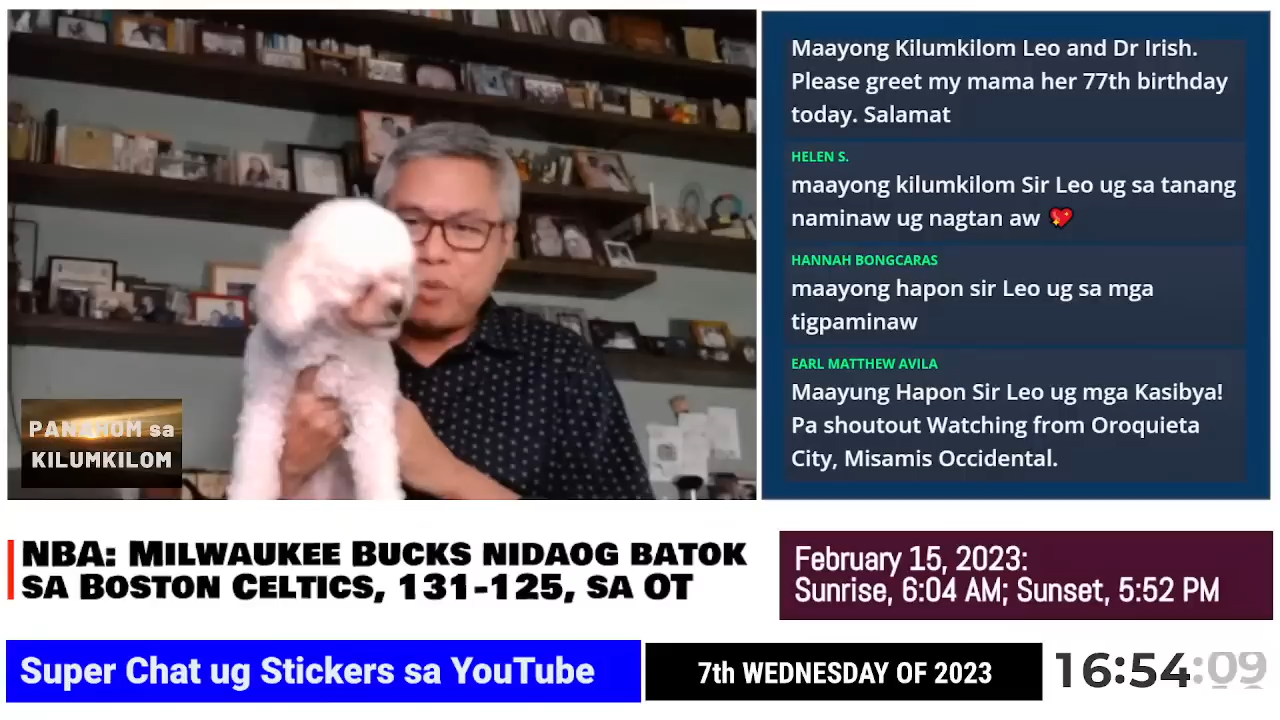 Maayong Kilumkilom Leo and Dr Irish.
Please greet my mama her 77th birthday
today. Salamat
HELEN S.
maayong kilumkilom Sir Leo ug sa tanang
naminaw ug nagtan aw 💖
HANNAH BONGCARAS
maayong hapon sir Leo ug sa mga
tigpaminaw
EARL MATTHEW AVILA
Maayung Hapon Sir Leo ug mga Kasibya!
Pa shoutout Watching from Oroquieta
City, Misamis Occidental.
PANAHOM sa
KILUMKILOM
NBA: MILWAUKEE BUCKS NIDAOG BATOK
SA BOSTON CELTICS, 131-125, SA OT
February 15, 2023:
Sunrise, 6:04 AM; Sunset, 5:52 PM
Super Chat ug Stickers sa YouTube
7th WEDNESDAY OF 2023
16:54:09